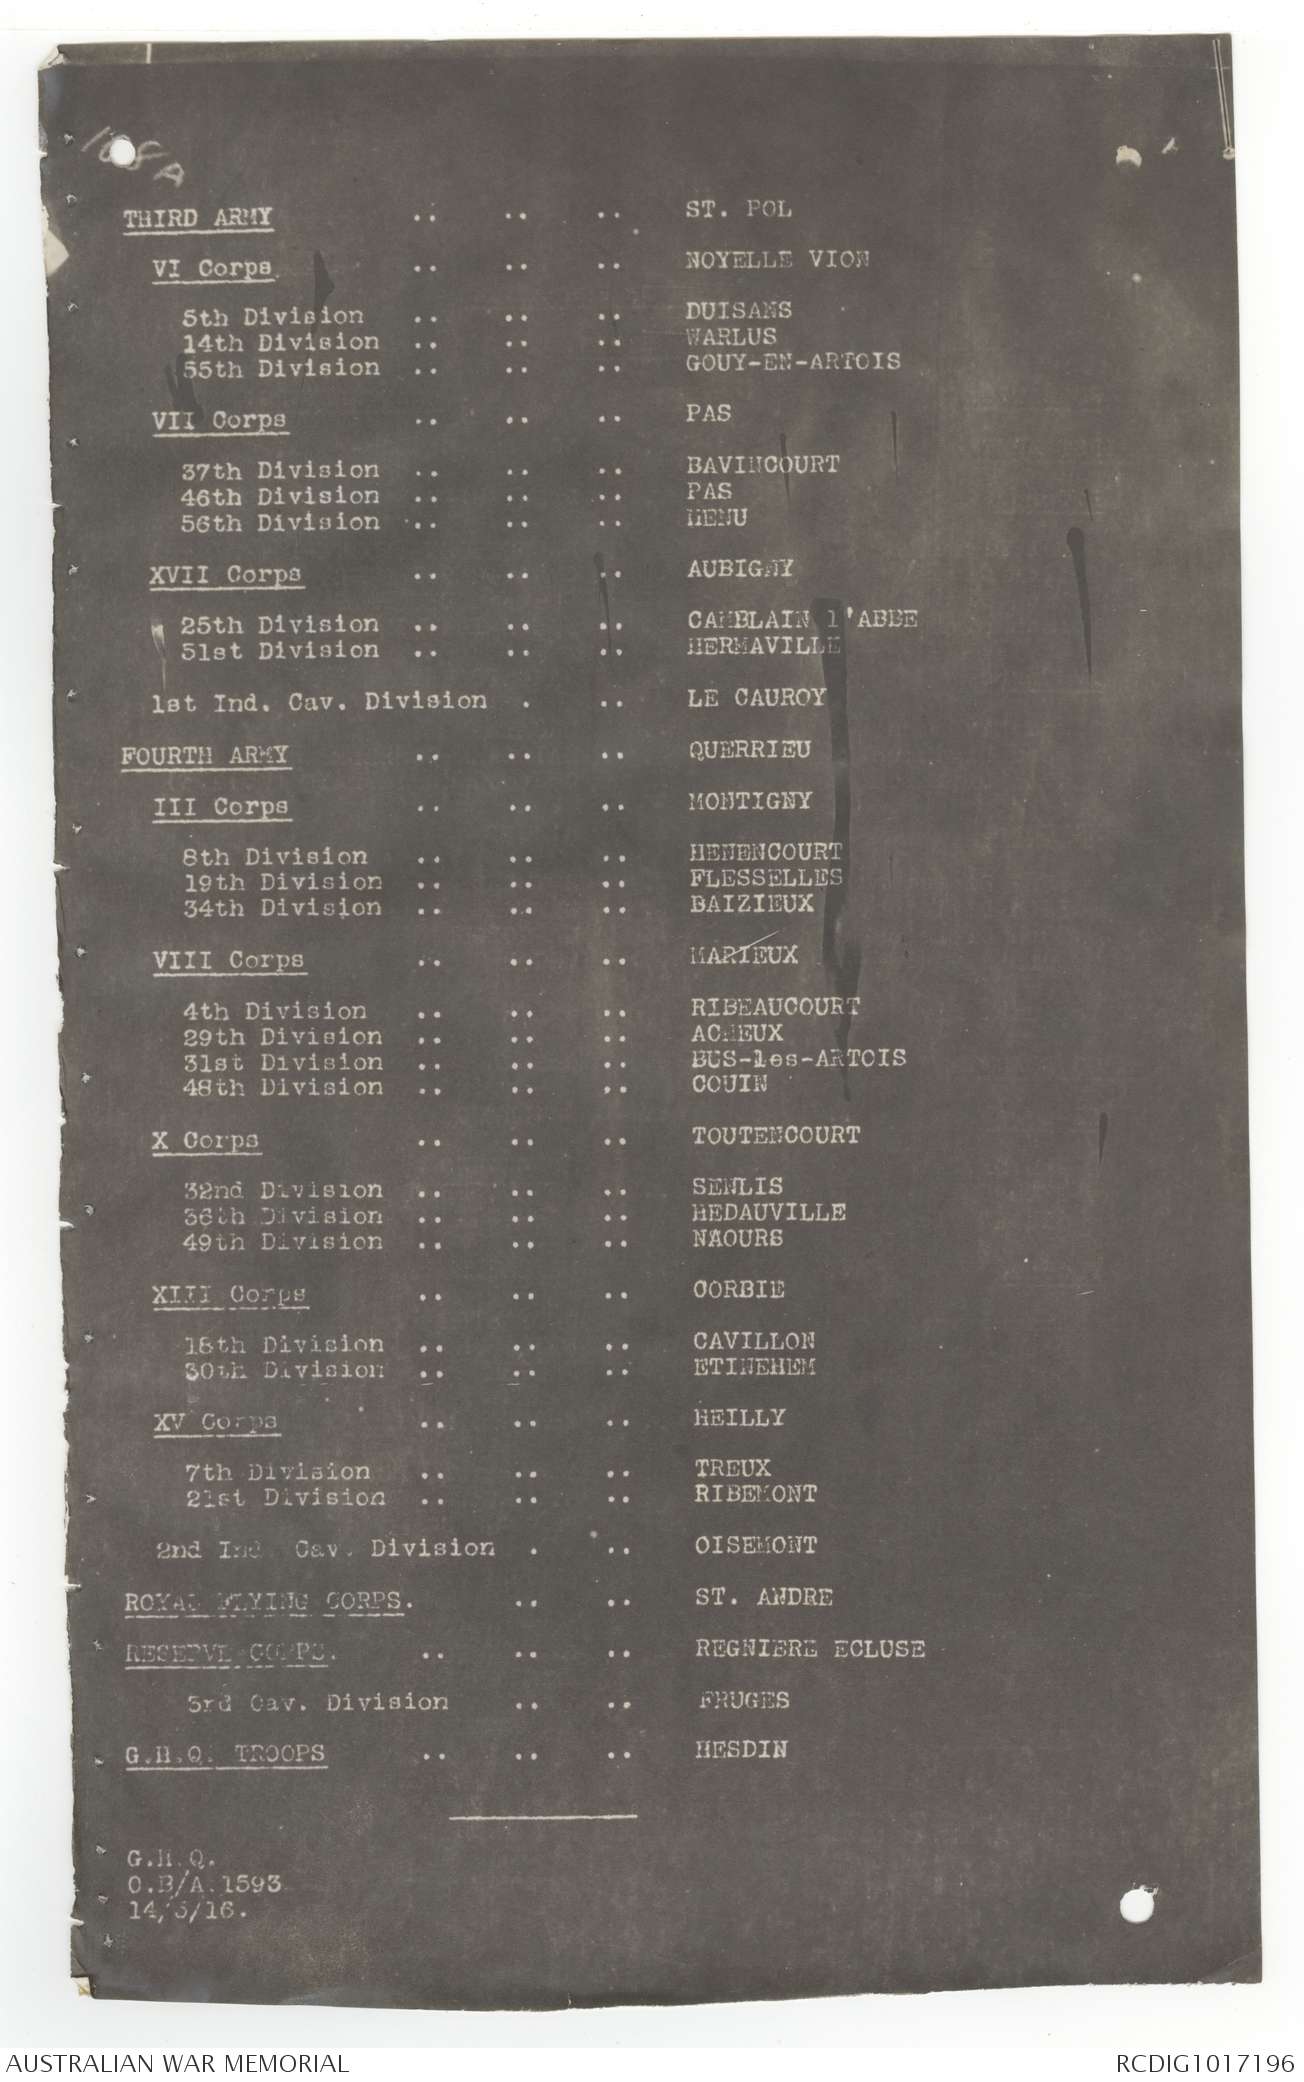 168A
THIRD ARMY .. .. .. ST. POL
VI Corps. .. .. .. NOYELLE VION
5th Division .. .. .. DUISANS
14th Division .. .. .. WARLUS
55th Division .. .. .. GOUY-EN-ARTOIS
VII Corps .. .. .. PAS
37th Division .. .. .. BAVINCOURT
46th Division .. .. .. PAS
56th Division .. .. .. HENU
XVII Corps .. .. .. AUBIGNY
25th Division .. .. .. CAMBLAIN l'ABBE
51st Division .. .. .. HERMAVILLE
1st Ind. Cav. Division . .. LE CAUROY
FOURTH ARMY .. .. .. QUERRIEU
III Corps .. .. .. MONTIGNY
8th Division .. .. .. HENENCOURT
19th Division .. .. .. FLESSELLES
34th Division .. .. .. BAIZIEUX
VIII Corps .. .. .. MARIEUX
4th Division .. .. .. RIBEAUCOURT
29th Division .. .. .. ACHEUX
31st Division .. .. .. BUS-les-ARTOIS
48th Division .. .. .. COUIN
X Corps .. .. .. TOUTENCOURT
32nd Division .. .. .. SENLIS
36th Division .. .. .. HEDAUVILLE
49th Division .. .. .. NAOURS
XIII Corps .. .. .. CORBIE
18th Division .. .. .. CAVILLON
30th Division .. .. .. ETINEHEM
XV Corps .. .. .. HEILLY
7th Division .. .. .. TREUX
21st Division .. .. .. RIBEMONT
2nd Ind. Cav. Division . .. OISEMONT
ROYAL FLYING CORPS. .. .. ST. ANDRE
RESERVE CORPS. .. .. .. REGNIERE ECLUSE
3rd Cav. Division .. .. FRUGES
G.H.Q. TROOPS .. .. .. HESDIN
G.H.Q.
O.B/A.1593
14/5/16.
AUSTRALIAN WAR MEMORIAL RCDIG1017196